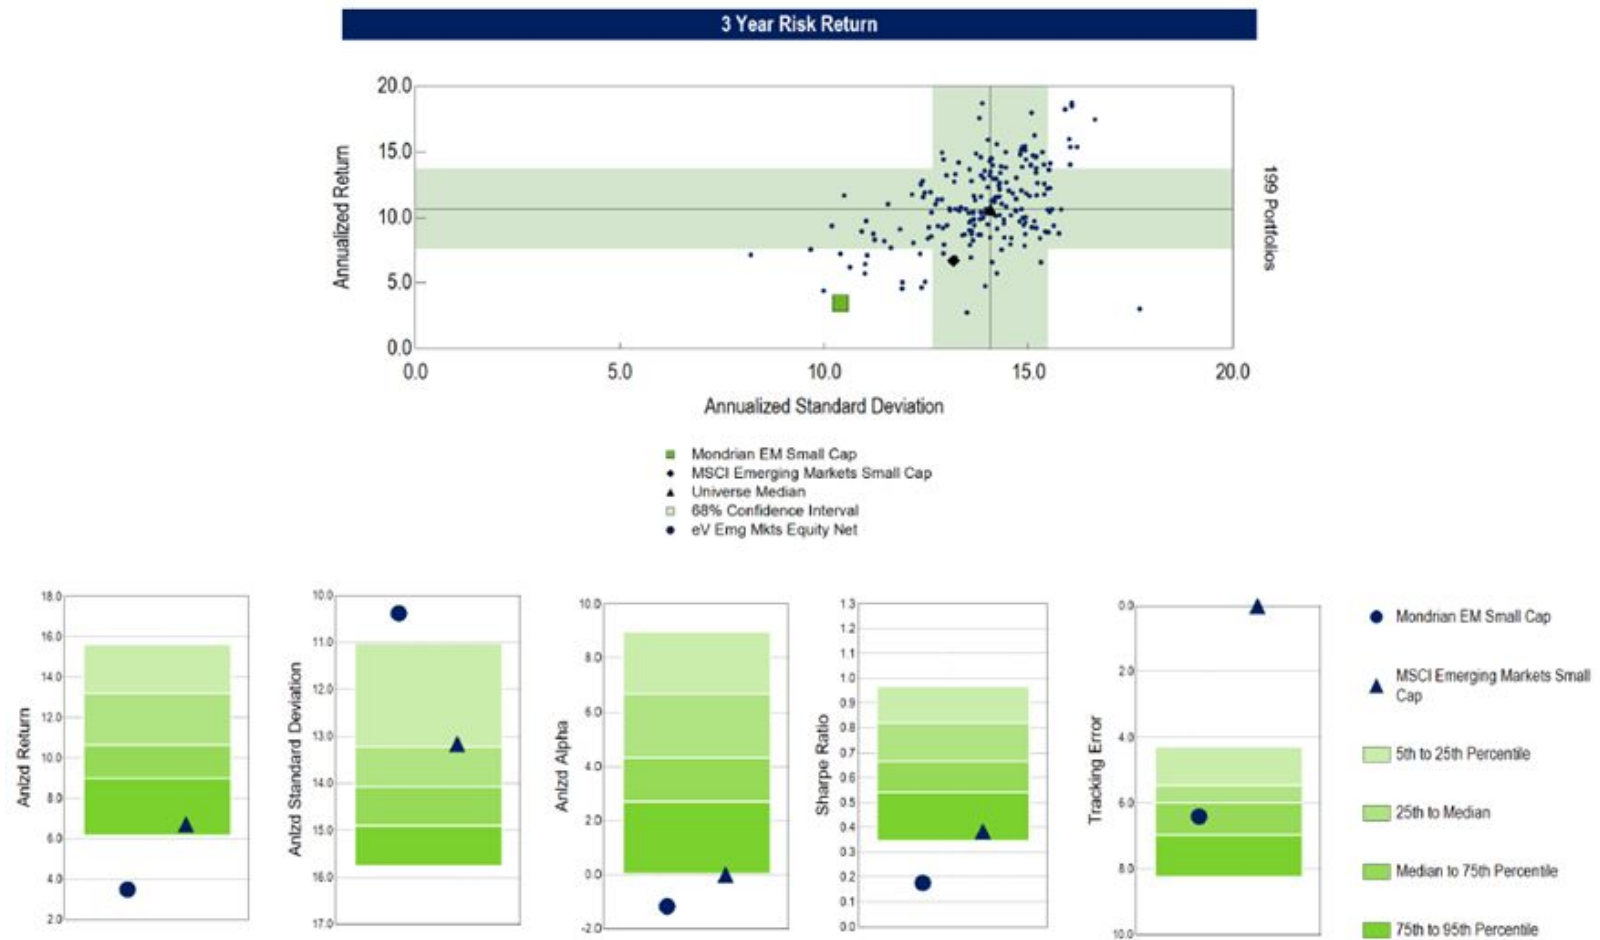 3 Year Risk Return
Annualized Return
20.0
15.0
10.0
5.0
0.0
0.0 5.0 10.0 15.0 20.0
Annualized Standard Deviation
199 Portfolios
Mondrian EM Small Cap
MSCI Emerging Markets Small Cap
Universe Median
68% Confidence Interval
eV Emg Mkts Equity Net
Anlzd Return
18.0
16.0
14.0
12.0
10.0
8.0
6.0
4.0
2.0
Anlzd Standard Deviation
10.0
11.0
12.0
13.0
14.0
15.0
16.0
17.0
Anlzd Alpha
10.0
8.0
6.0
4.0
2.0
0.0
-2.0
Sharpe Ratio
1.3
1.2
1.1
1.0
0.9
0.8
0.7
0.6
0.5
0.4
0.3
0.2
0.1
0.0
Tracking Error
0.0
2.0
4.0
6.0
8.0
10.0
Mondrian EM Small Cap
MSCI Emerging Markets Small
Cap
5th to 25th Percentile
25th to Median
Median to 75th Percentile
75th to 95th Percentile